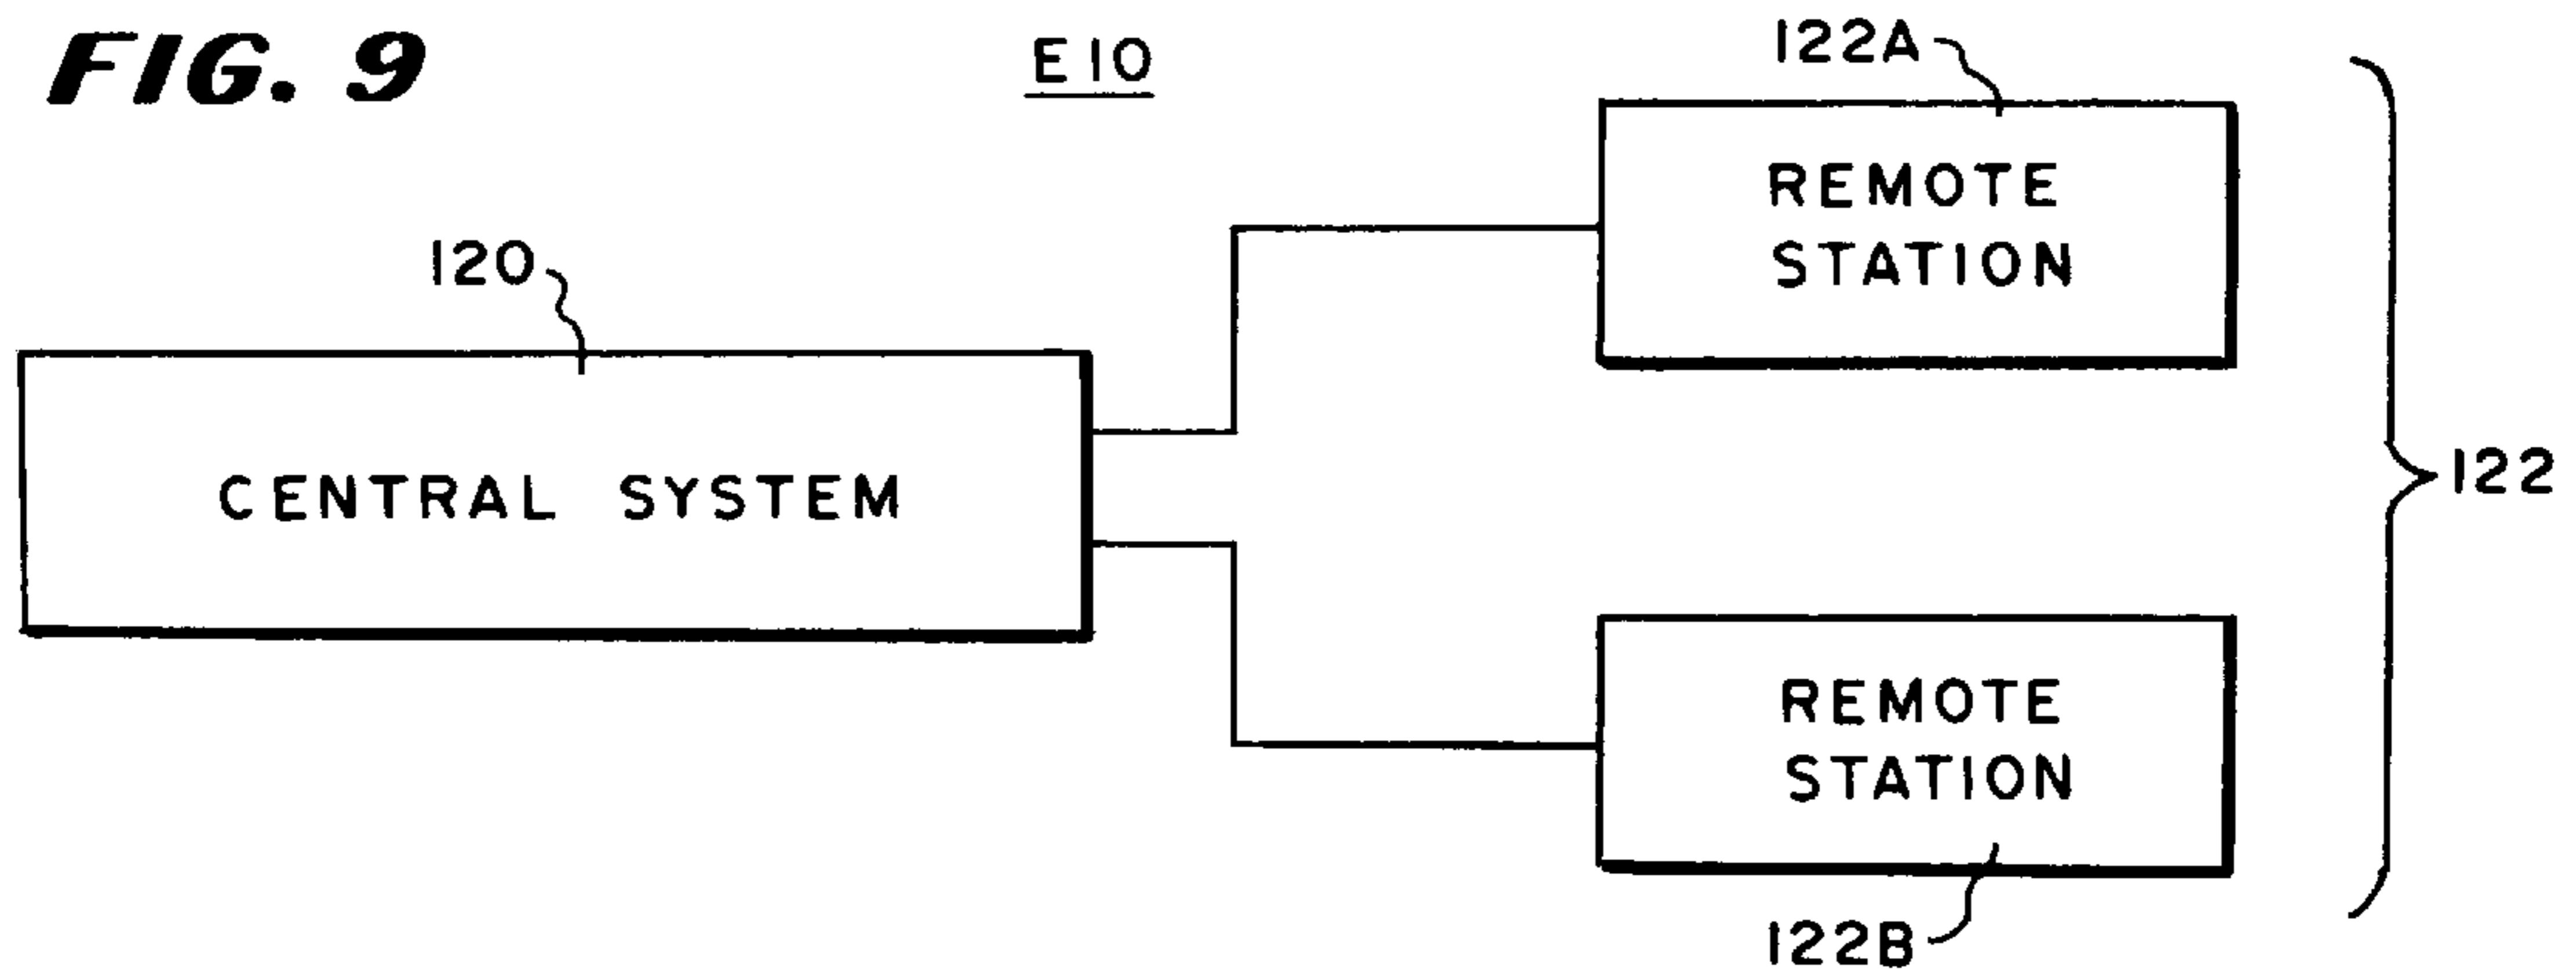 FIG. 9
E10
122A
REMOTE
STATION
120
CENTRAL SYSTEM
122
REMOTE
STATION
122B